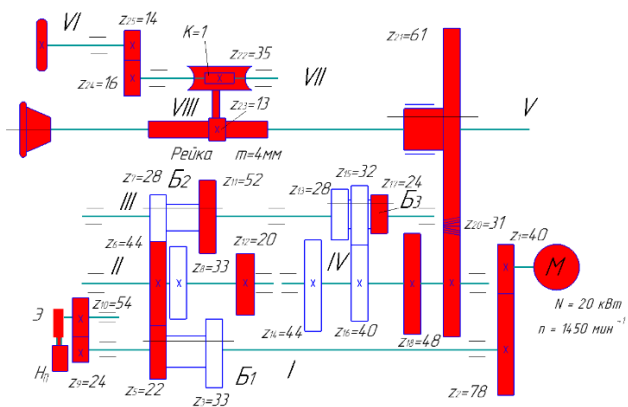 VI
z₂₅=14
K=1
z₂₂=35
z₂₁=61
z₂₄=16
VII
VIII
z₂₃=13
V
Рейка m=4мм
z₇=28
Б2
z₁₁=52
z₁₃=28
z₁₅=32
z₁₇=24
Б3
III
z₂₀=31
z₁=40
z₆=44
II
z₈=33
z₁₂=20
IV
М
z₁₀=54
N = 20 кВт
n = 1450 мин⁻¹
Э
z₁₄=44
z₁₆=40
z₁₈=48
Нп
z₉=24
z₅=22
z₃=33
Б1
I
z₂=78